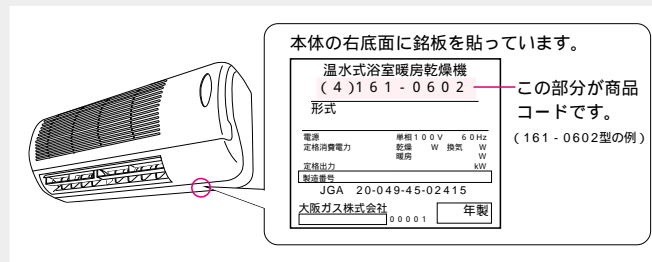 本体の右底面に銘板を貼っています。
温水式浴室暖房乾燥機
(4)161-0602
この部分が商品
コードです。
(161-0602型の例)
形式
電源 単相100V 60Hz
定格消費電力 乾燥 W 換気 W
暖房 W
定格出力 kW
製造番号
JGA 20-049-45-02415
大阪ガス株式会社
00001 年製